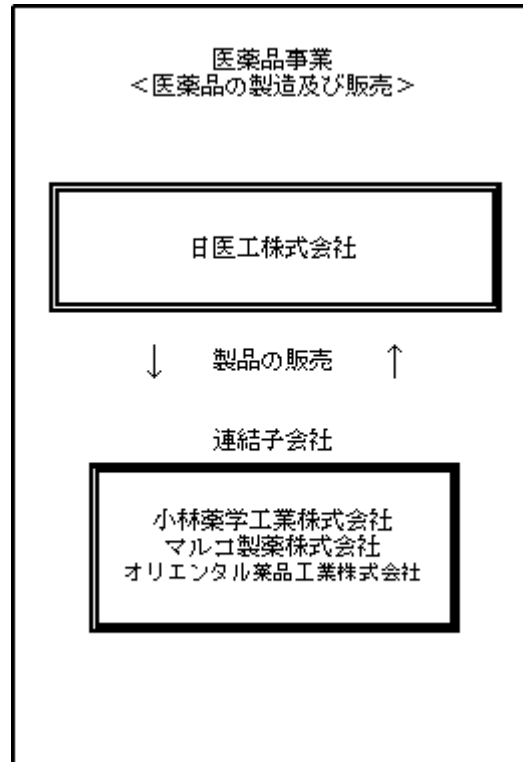 医薬品事業
＜医薬品の製造及び販売＞
日医工株式会社
↓ 製品の販売 ↑
連結子会社
小林薬学工業株式会社
マルコ製薬株式会社
オリエンタル薬品工業株式会社